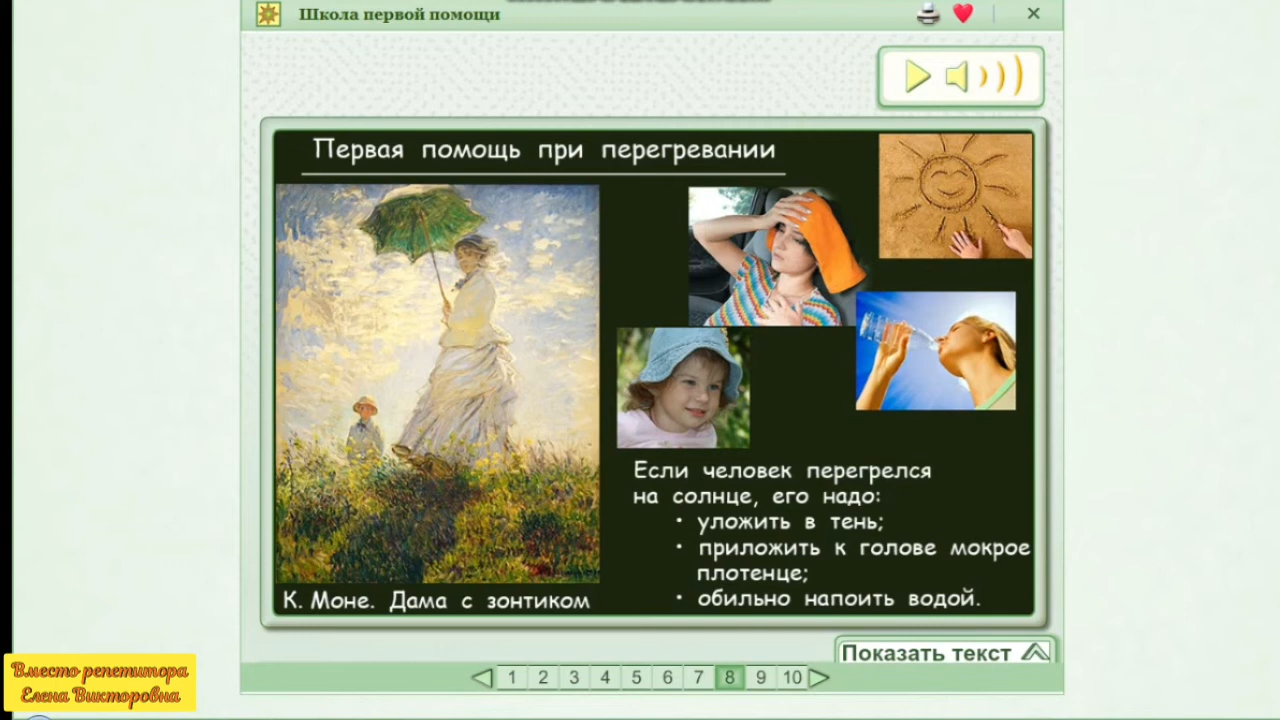 Школа первой помощи
Первая помощь при перегревании
Если человек перегрелся
на солнце, его надо:
• уложить в тень;
• приложить к голове мокрое
плотенце;
• обильно напоить водой.
К. Моне. Дама с зонтиком
Показать текст
1 2 3 4 5 6 7 8 9 10
Вместо репетитора
Елена Викторовна